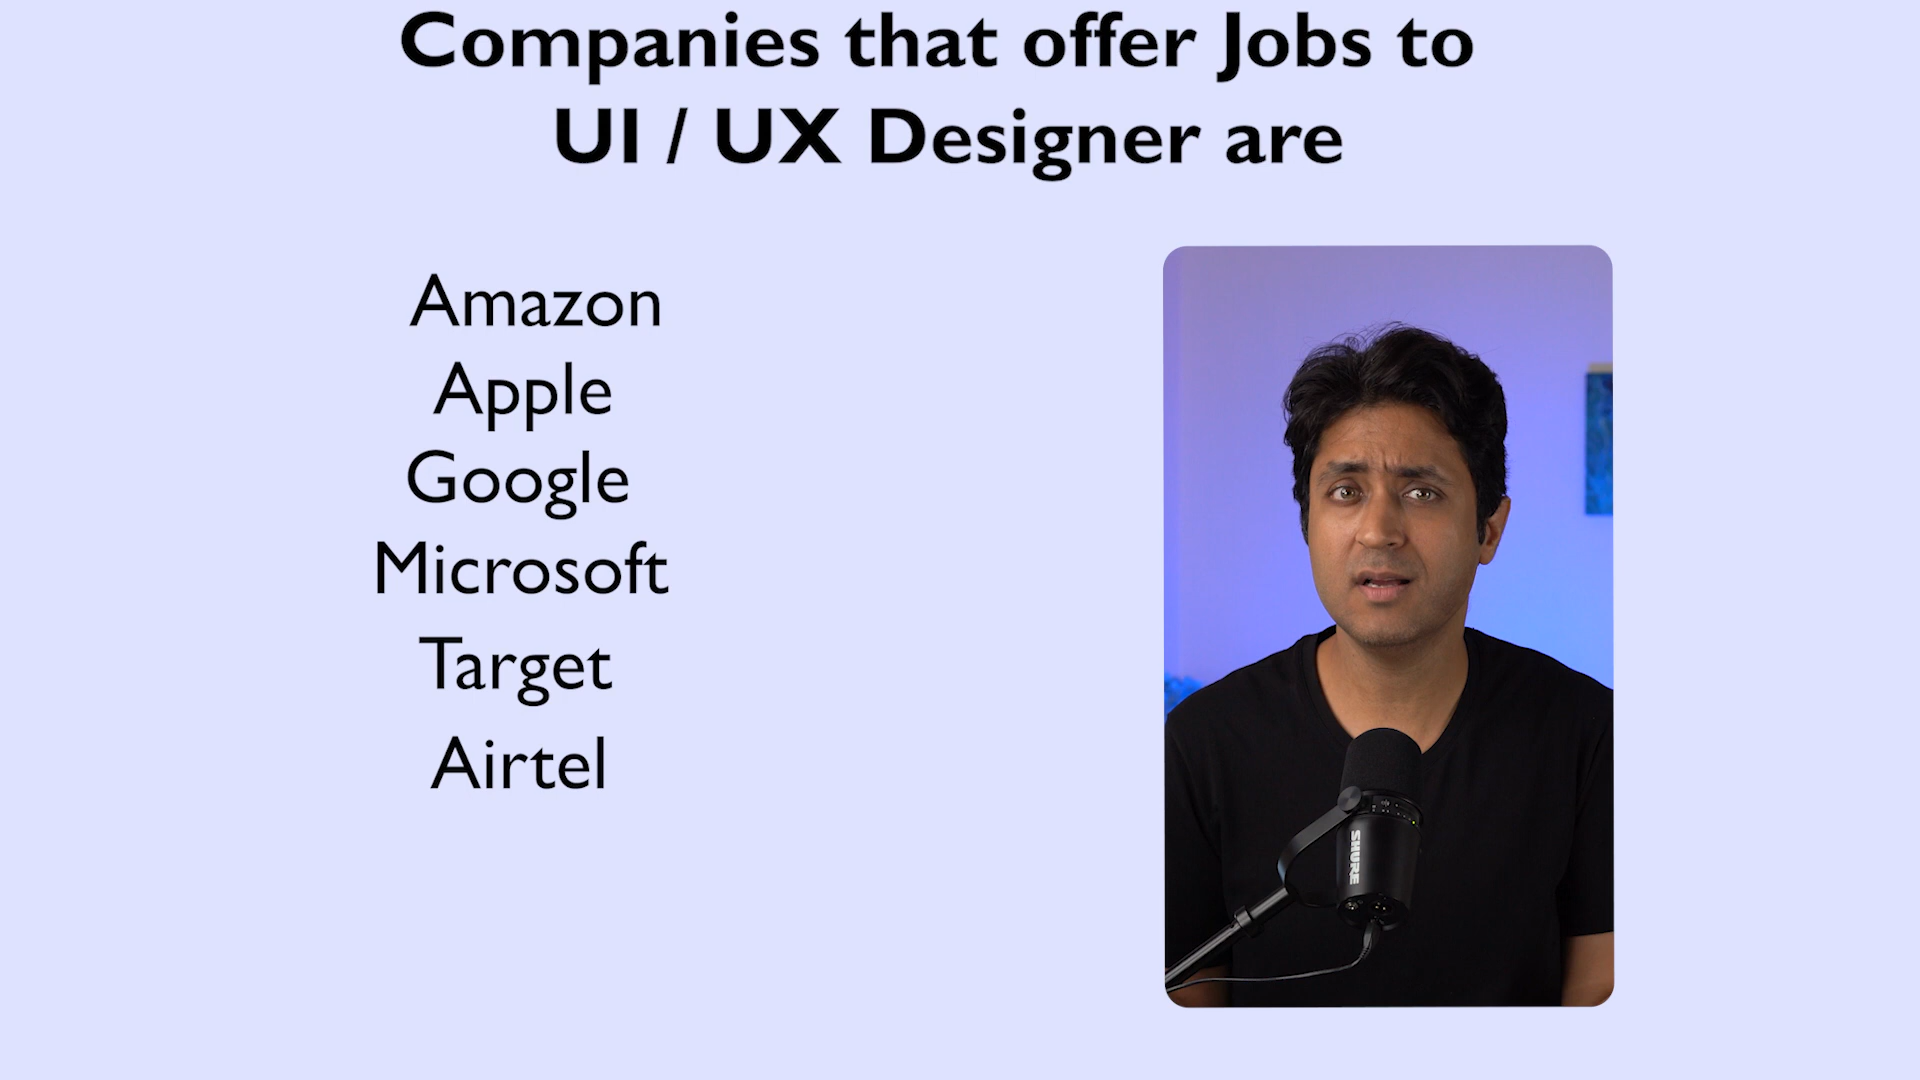 Companies that offer Jobs to
UI / UX Designer are
Amazon
Apple
Google
Microsoft
Target
Airtel
SHURE